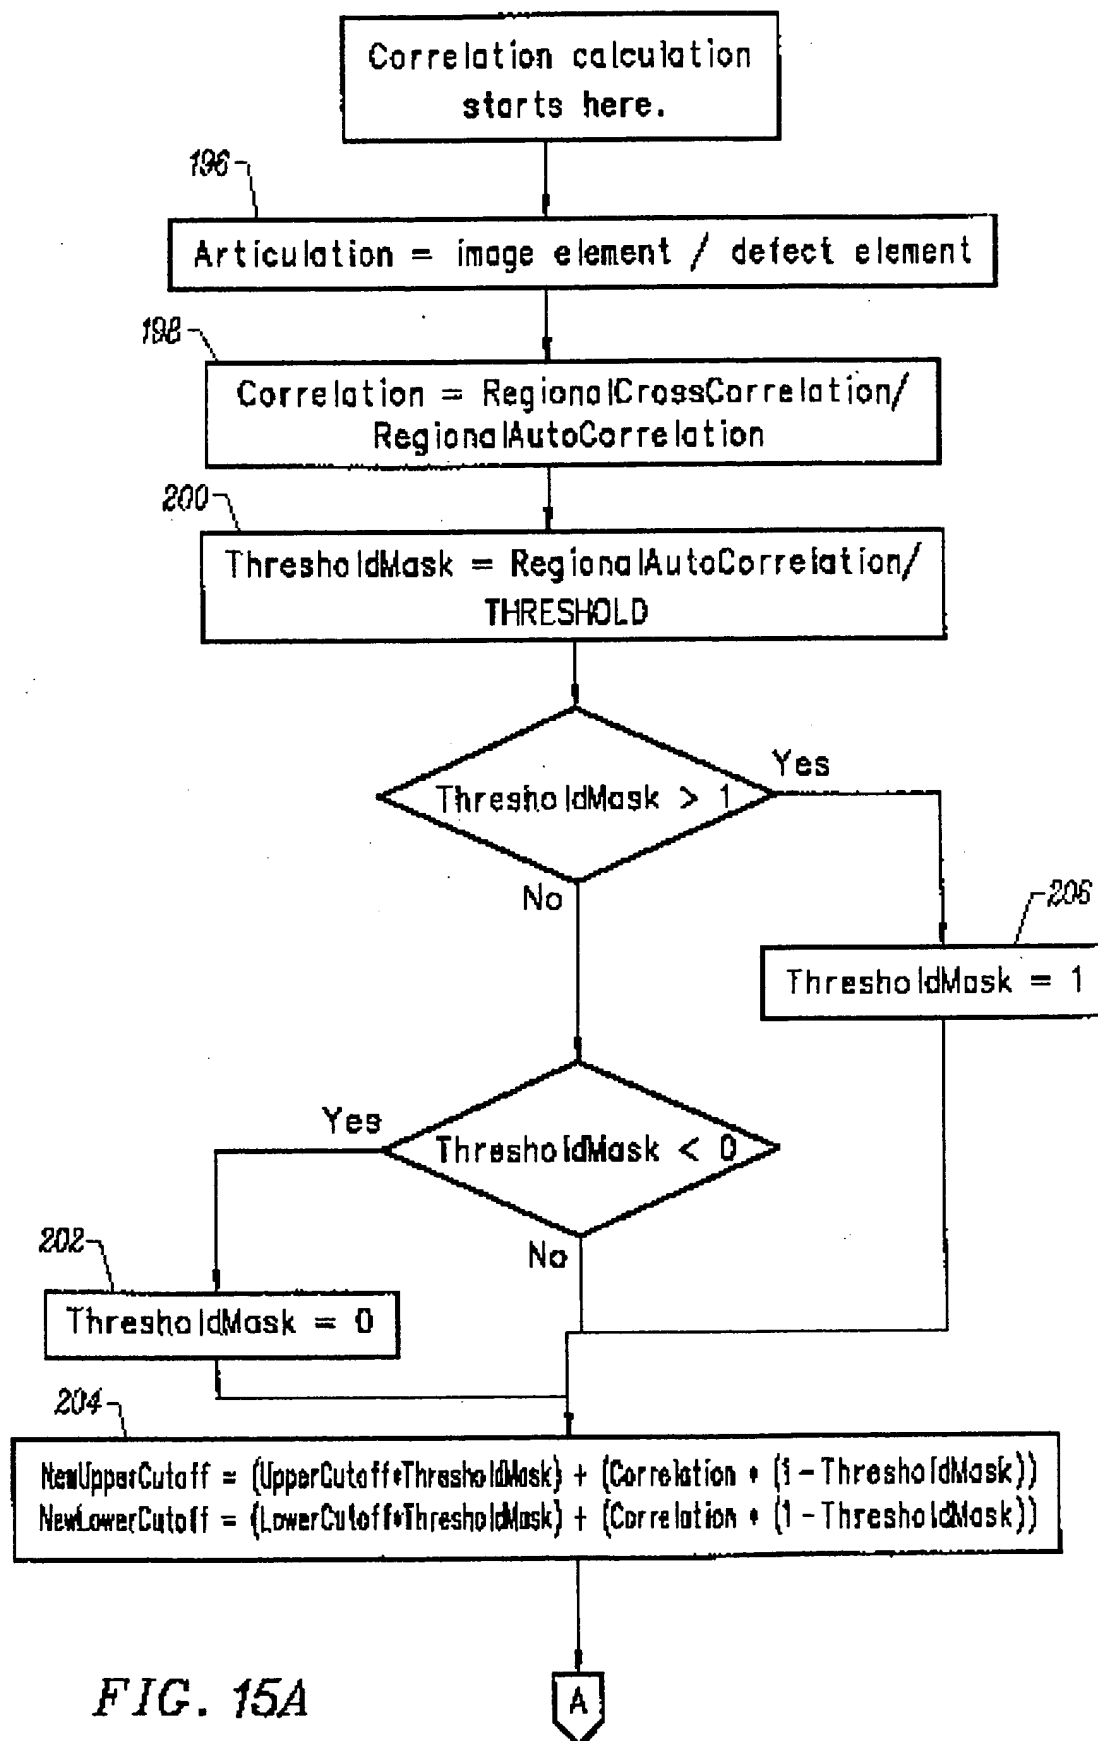 Correlation calculation
starts here.
196
Articulation = image element / defect element
198
Correlation = RegionalCrossCorrelation/
RegionalAutoCorrelation
200
ThresholdMask = RegionalAutoCorrelation/
THRESHOLD
Yes
ThresholdMask > 1
No
206
ThresholdMask = 1
Yes
ThresholdMask < 0
No
202
ThresholdMask = 0
204
NewUpperCutoff = (UpperCutoff*ThresholdMask) + (Correlation * (1-ThresholdMask))
NewLowerCutoff = (LowerCutoff*ThresholdMask) + (Correlation * (1-ThresholdMask))
A
FIG. 15A